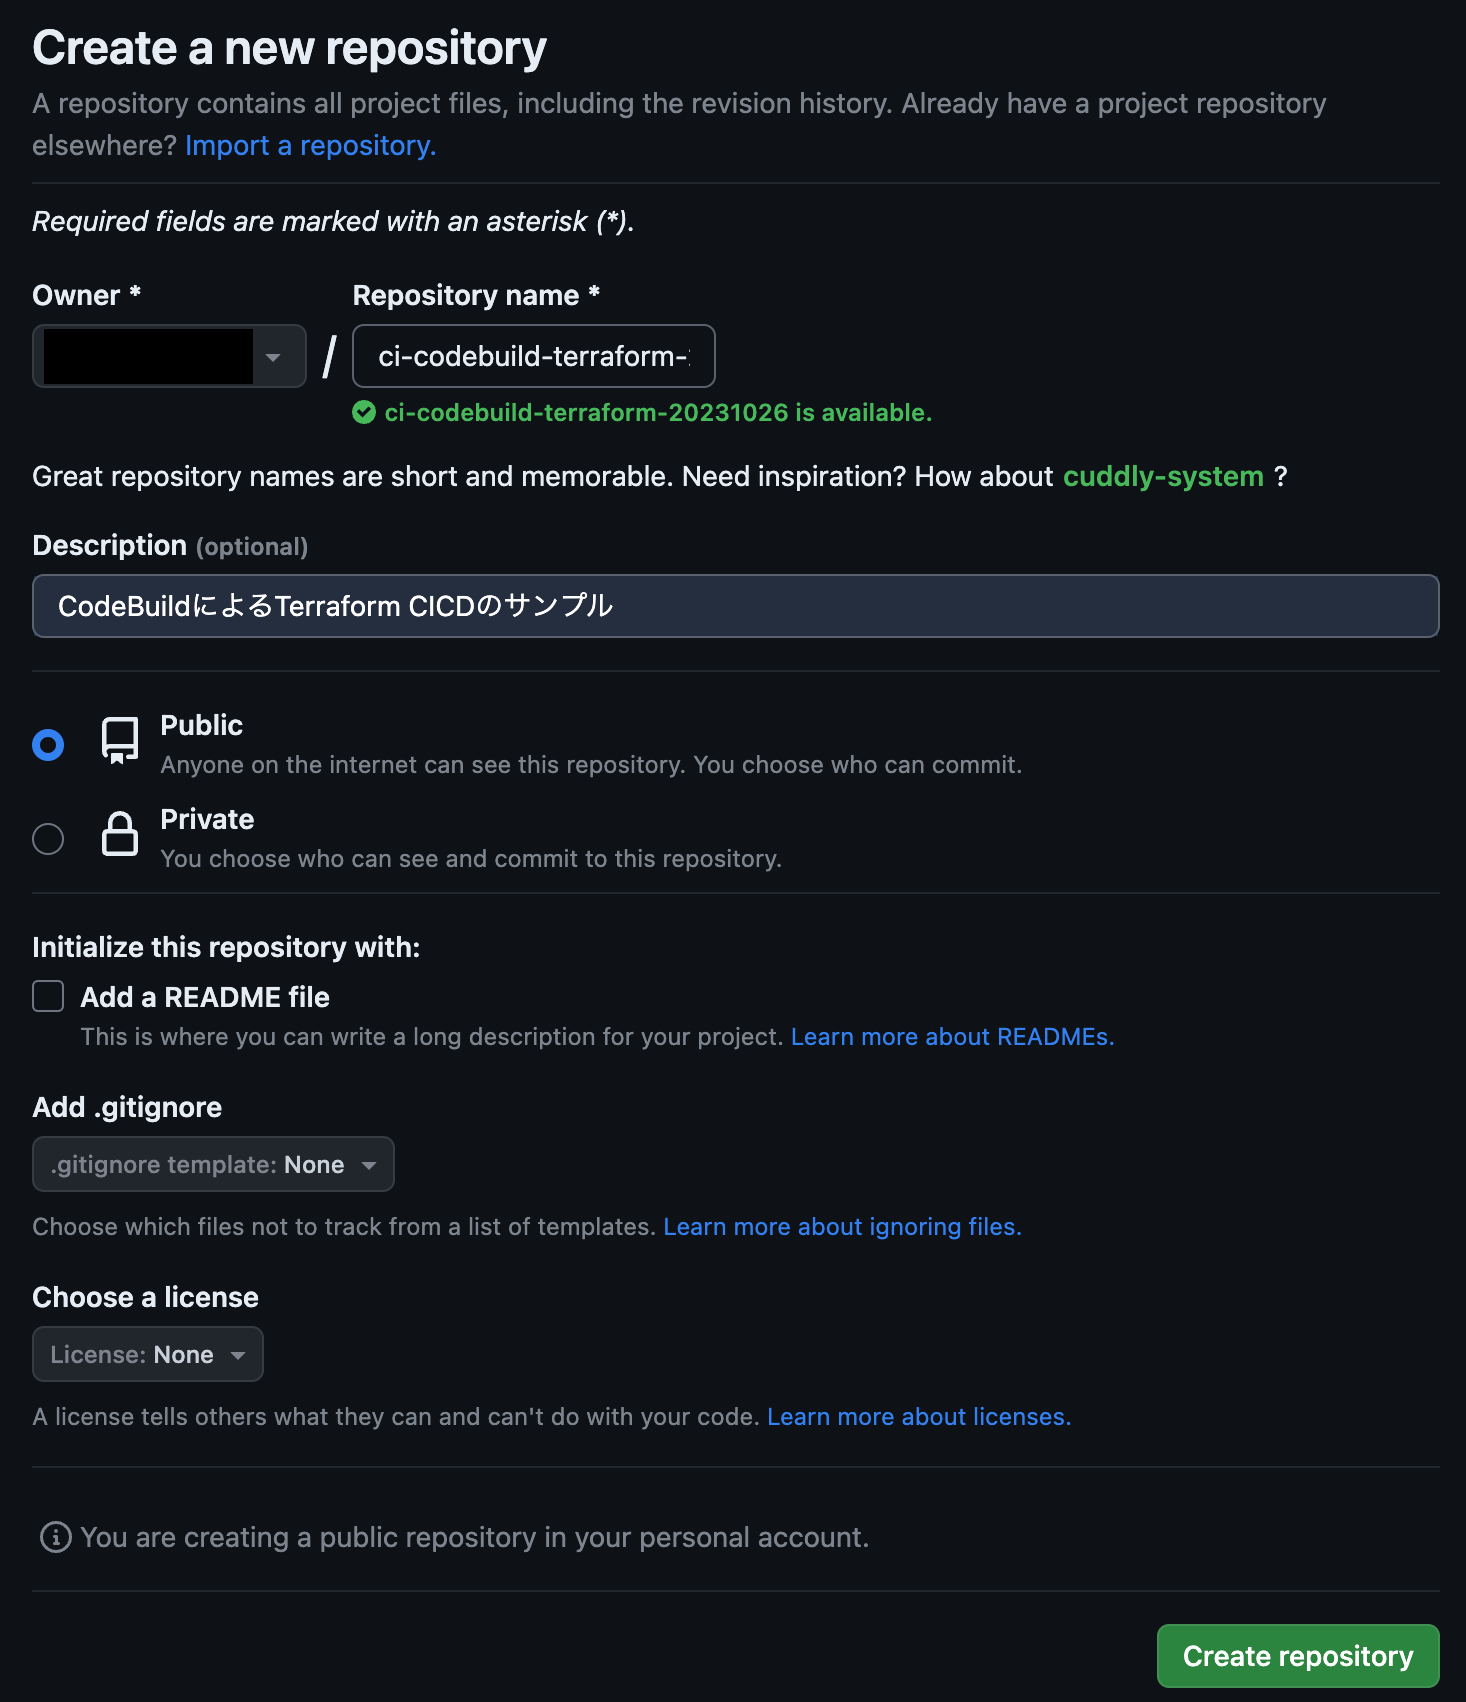 Create a new repository
A repository contains all project files, including the revision history. Already have a project repository
elsewhere? Import a repository.
Required fields are marked with an asterisk (*).
Owner *
Repository name *
/
ci-codebuild-terraform-
ci-codebuild-terraform-20231026 is available.
Great repository names are short and memorable. Need inspiration? How about cuddly-system ?
Description (optional)
CodeBuildによるTerraform CICDのサンプル
Public
Anyone on the internet can see this repository. You choose who can commit.
Private
You choose who can see and commit to this repository.
Initialize this repository with:
Add a README file
This is where you can write a long description for your project. Learn more about READMEs.
Add .gitignore
.gitignore template: None
Choose which files not to track from a list of templates. Learn more about ignoring files.
Choose a license
License: None
A license tells others what they can and can't do with your code. Learn more about licenses.
You are creating a public repository in your personal account.
Create repository